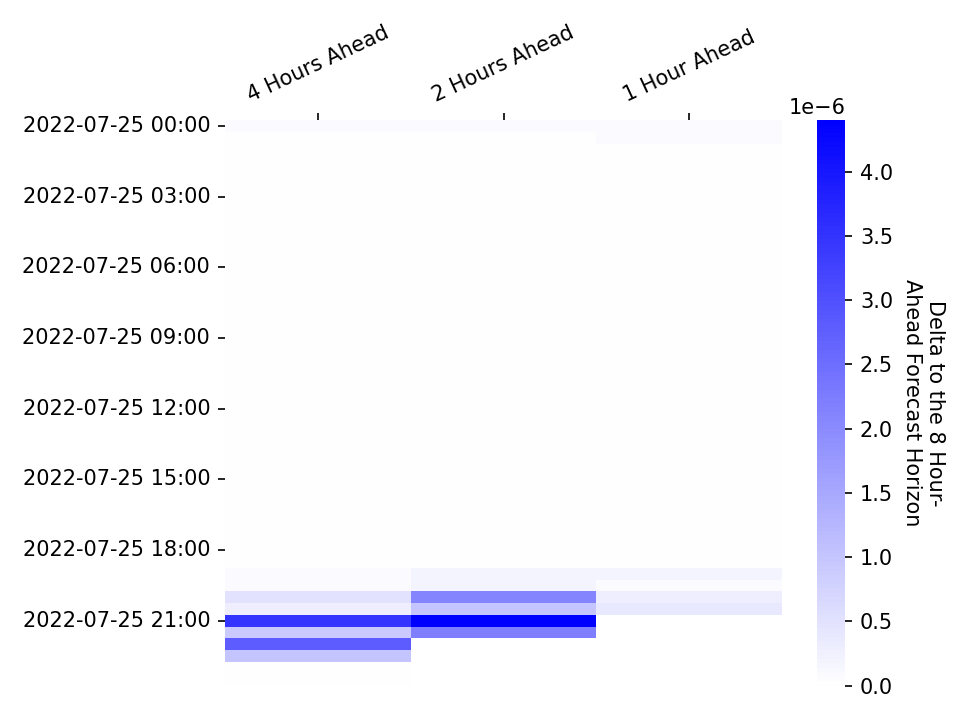 4 Hours Ahead
2 Hours Ahead
1 Hour Ahead
1e−6
2022-07-25 00:00
2022-07-25 03:00
2022-07-25 06:00
2022-07-25 09:00
2022-07-25 12:00
2022-07-25 15:00
2022-07-25 18:00
2022-07-25 21:00
4.0
3.5
3.0
2.5
2.0
1.5
1.0
0.5
0.0
Delta to the 8 Hour-
Ahead Forecast Horizon